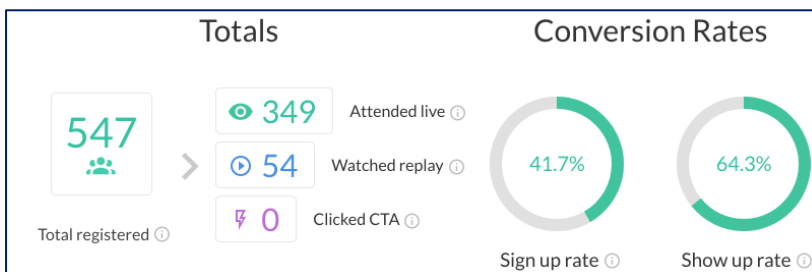 Totals
Conversion Rates
547
Total registered
349 Attended live
54 Watched replay
0 Clicked CTA
41.7%
Sign up rate
64.3%
Show up rate